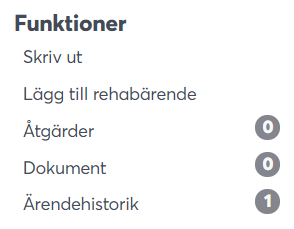 Funktioner
Skriv ut
Lägg till rehabärende
Åtgärder 0
Dokument 0
Ärendehistorik 1